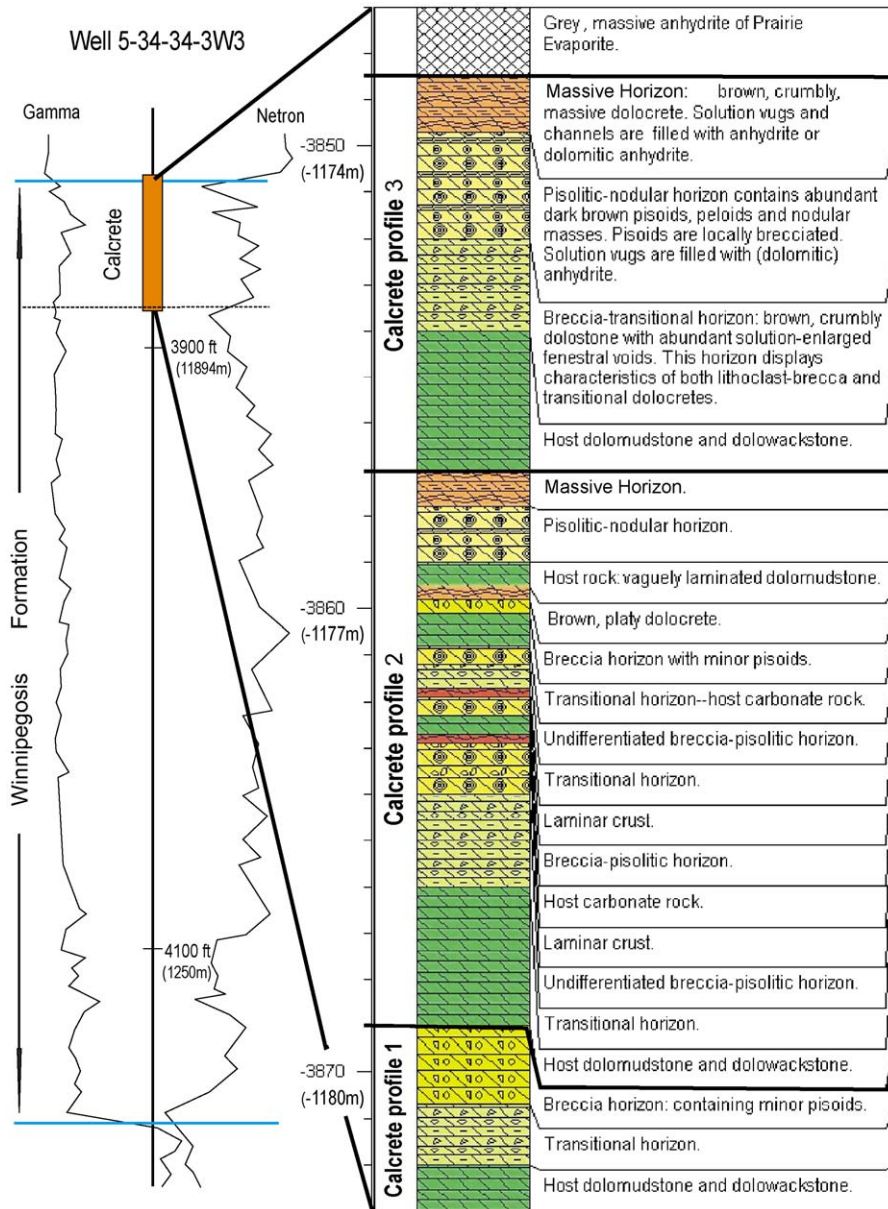 Well 5-34-34-3W3
Gamma
Netron
Calcrete
3900 ft
(11894m)
Winnipegosis Formation
4100 ft
(1250m)
-3850
(-1174m)
-3860
(-1177m)
-3870
(-1180m)
Calcrete profile 3
Calcrete profile 2
Calcrete profile 1
Grey , massive anhydrite of Prairie
Evaporite.
Massive Horizon: brown, crumbly,
massive dolocrete. Solution vugs and
channels are filled with anhydrite or
dolomitic anhydrite.
Pisolitic-nodular horizon contains abundant
dark brown pisoids, peloids and nodular
masses. Pisoids are locally brecciated.
Solution vugs are filled with (dolomitic)
anhydrite.
Breccia-transitional horizon: brown, crumbly
dolostone with abundant solution-enlarged
fenestral voids. This horizon displays
characteristics of both lithoclast-brecca and
transitional dolocretes.
Host dolomudstone and dolowackstone.
Massive Horizon.
Pisolitic-nodular horizon.
Host rock: vaguely laminated dolomudstone.
Brown, platy dolocrete.
Breccia horizon with minor pisoids.
Transitional horizon--host carbonate rock.
Undifferentiated breccia-pisolitic horizon.
Transitional horizon.
Laminar crust.
Breccia-pisolitic horizon.
Host carbonate rock.
Laminar crust.
Undifferentiated breccia-pisolitic horizon.
Transitional horizon.
Host dolomudstone and dolowackstone.
Breccia horizon: containing minor pisoids.
Transitional horizon.
Host dolomudstone and dolowackstone.